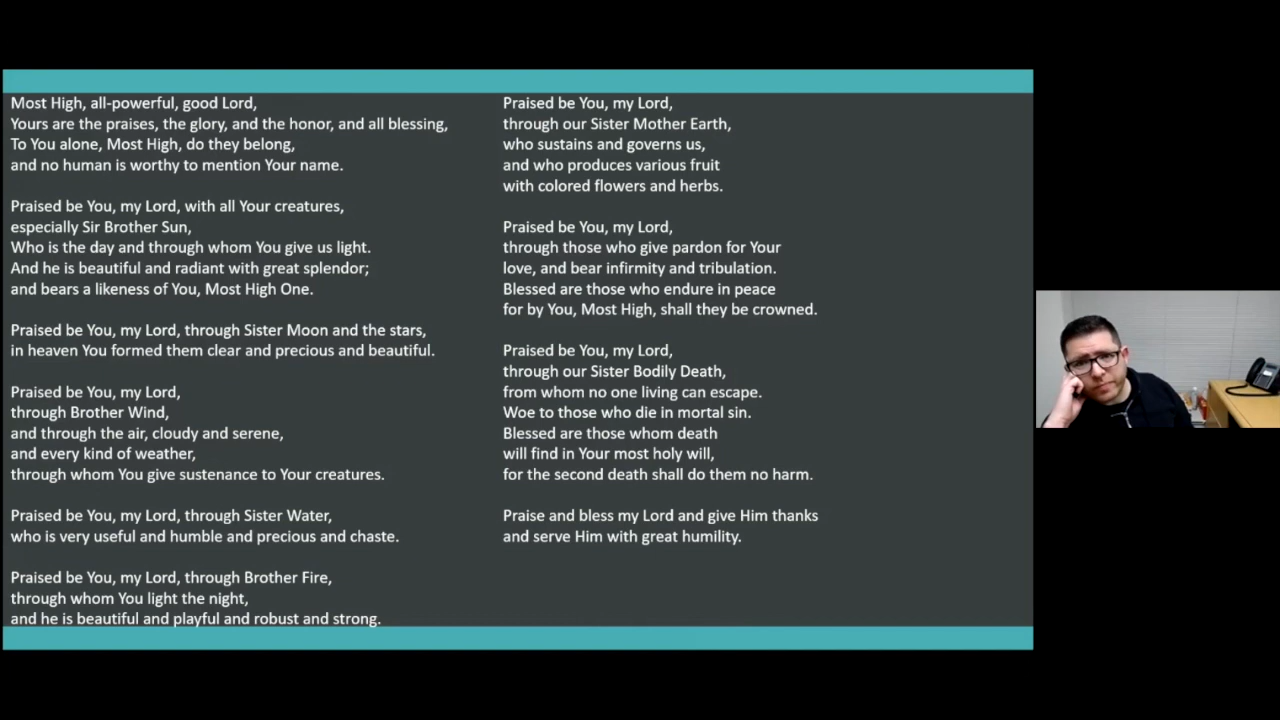 Most High, all-powerful, good Lord,
Yours are the praises, the glory, and the honor, and all blessing,
To You alone, Most High, do they belong,
and no human is worthy to mention Your name.
Praised be You, my Lord, with all Your creatures,
especially Sir Brother Sun,
Who is the day and through whom You give us light.
And he is beautiful and radiant with great splendor;
and bears a likeness of You, Most High One.
Praised be You, my Lord, through Sister Moon and the stars,
in heaven You formed them clear and precious and beautiful.
Praised be You, my Lord,
through Brother Wind,
and through the air, cloudy and serene,
and every kind of weather,
through whom You give sustenance to Your creatures.
Praised be You, my Lord, through Sister Water,
who is very useful and humble and precious and chaste.
Praised be You, my Lord, through Brother Fire,
through whom You light the night,
and he is beautiful and playful and robust and strong.
Praised be You, my Lord,
through our Sister Mother Earth,
who sustains and governs us,
and who produces various fruit
with colored flowers and herbs.
Praised be You, my Lord,
through those who give pardon for Your
love, and bear infirmity and tribulation.
Blessed are those who endure in peace
for by You, Most High, shall they be crowned.
Praised be You, my Lord,
through our Sister Bodily Death,
from whom no one living can escape.
Woe to those who die in mortal sin.
Blessed are those whom death
will find in Your most holy will,
for the second death shall do them no harm.
Praise and bless my Lord and give Him thanks
and serve Him with great humility.